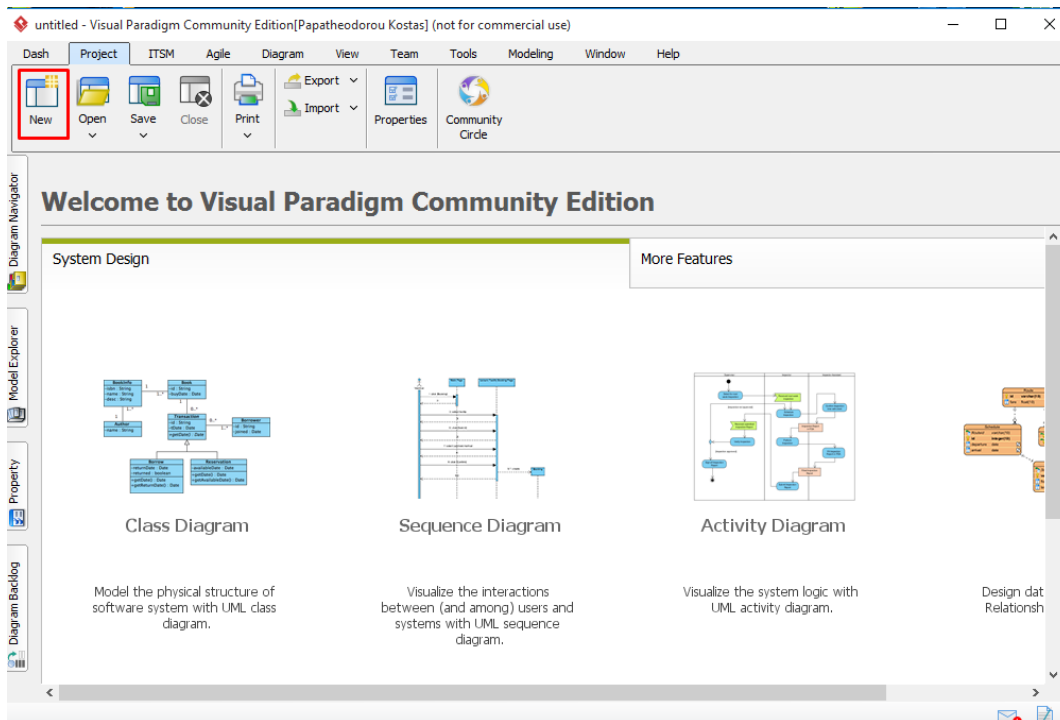 untitled - Visual Paradigm Community Edition[Papatheodorou Kostas] (not for commercial use)
Dash Project ITSM Agile Diagram View Team Tools Modeling Window Help
New Open Save Close Print Export Import Properties Community Circle
Diagram Navigator
Model Explorer
Property
Diagram Backlog
Welcome to Visual Paradigm Community Edition
System Design
More Features
Class Diagram
Model the physical structure of
software system with UML class
diagram.
Sequence Diagram
Visualize the interactions
between (and among) users and
systems with UML sequence
diagram.
Activity Diagram
Visualize the system logic with
UML activity diagram.
Design dat
Relationsh